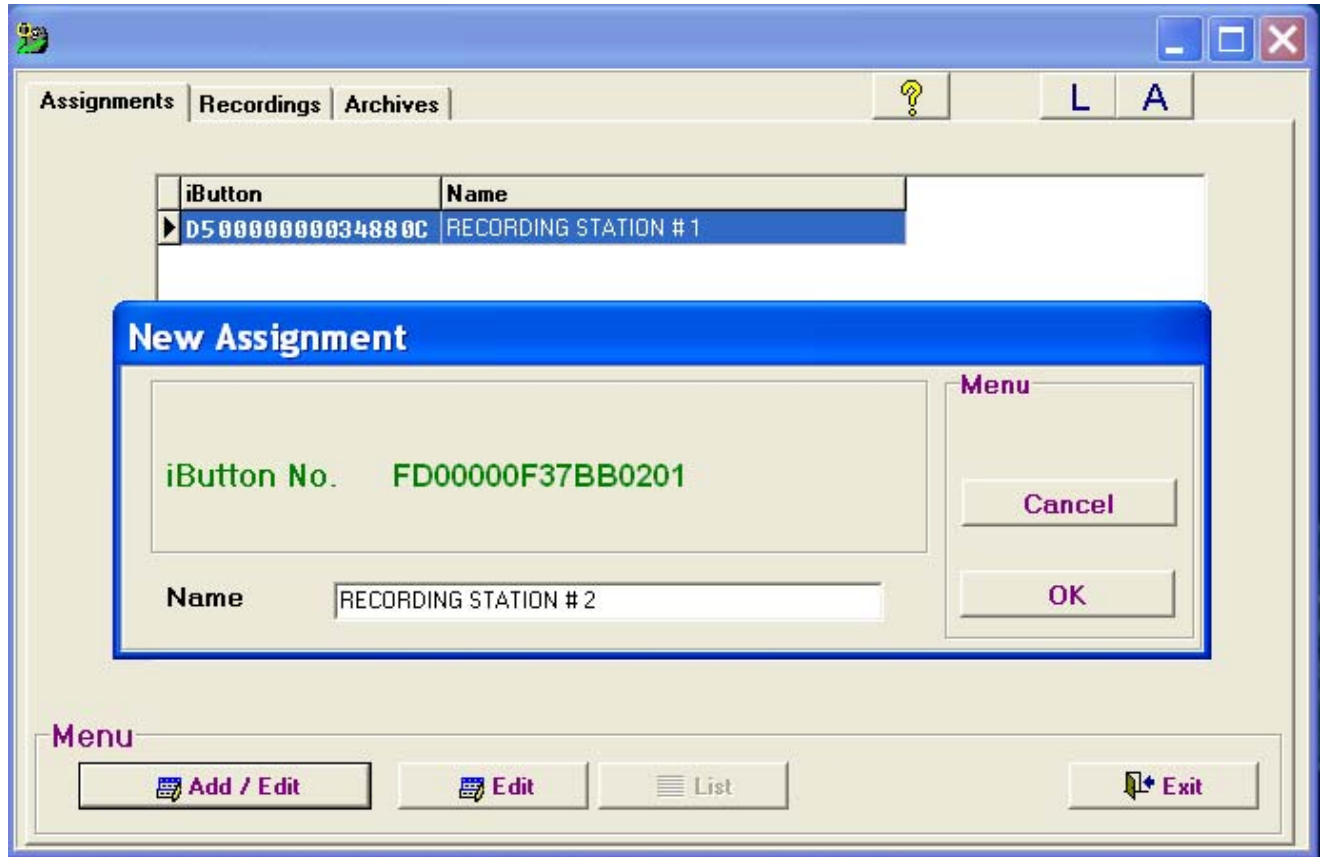 Assignments Recordings Archives ? L A
iButton Name
D50000000034880C RECORDING STATION # 1
New Assignment
Menu
iButton No. FD00000F37BB0201
Cancel
Name RECORDING STATION # 2
OK
Menu
Add / Edit Edit List Exit